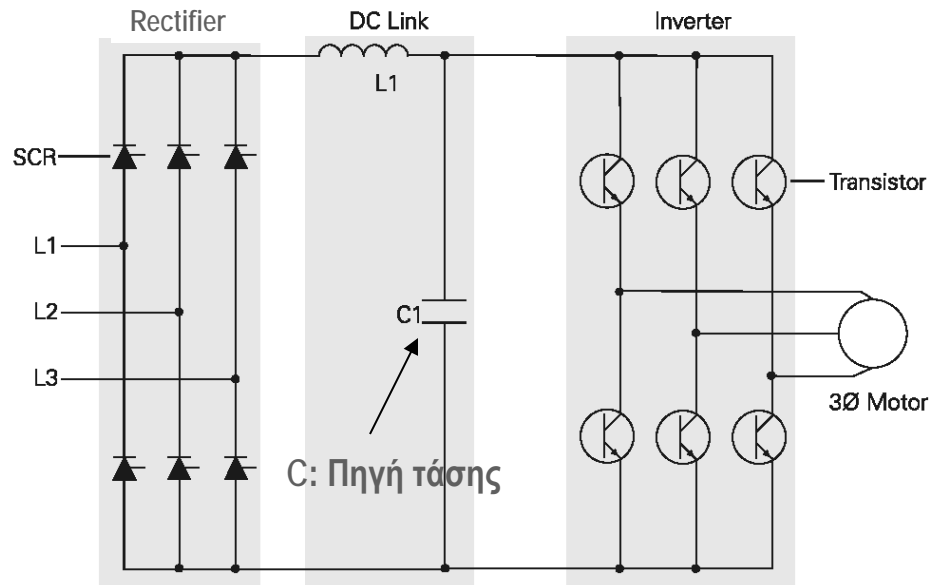 Rectifier
DC Link
Inverter
L1
SCR
Transistor
L1
L2
C1
L3
3Ø Motor
C: Πηγή τάσης